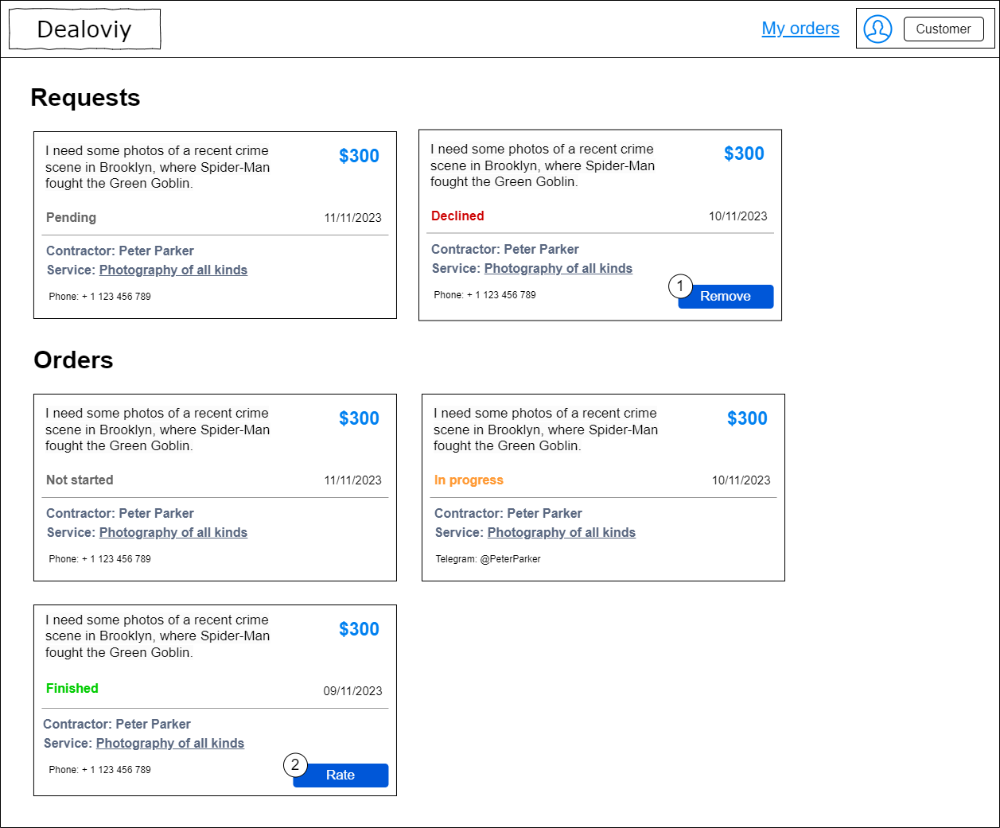 Dealoviy
My orders
Customer
Requests
I need some photos of a recent crime
scene in Brooklyn, where Spider-Man
fought the Green Goblin.
$300
Pending
11/11/2023
Contractor: Peter Parker
Service: Photography of all kinds
Phone: + 1 123 456 789
I need some photos of a recent crime
scene in Brooklyn, where Spider-Man
fought the Green Goblin.
$300
Declined
10/11/2023
Contractor: Peter Parker
Service: Photography of all kinds
Phone: + 1 123 456 789
1
Remove
Orders
I need some photos of a recent crime
scene in Brooklyn, where Spider-Man
fought the Green Goblin.
$300
Not started
11/11/2023
Contractor: Peter Parker
Service: Photography of all kinds
Phone: + 1 123 456 789
I need some photos of a recent crime
scene in Brooklyn, where Spider-Man
fought the Green Goblin.
$300
In progress
10/11/2023
Contractor: Peter Parker
Service: Photography of all kinds
Telegram: @PeterParker
I need some photos of a recent crime
scene in Brooklyn, where Spider-Man
fought the Green Goblin.
$300
Finished
09/11/2023
Contractor: Peter Parker
Service: Photography of all kinds
Phone: + 1 123 456 789
2
Rate